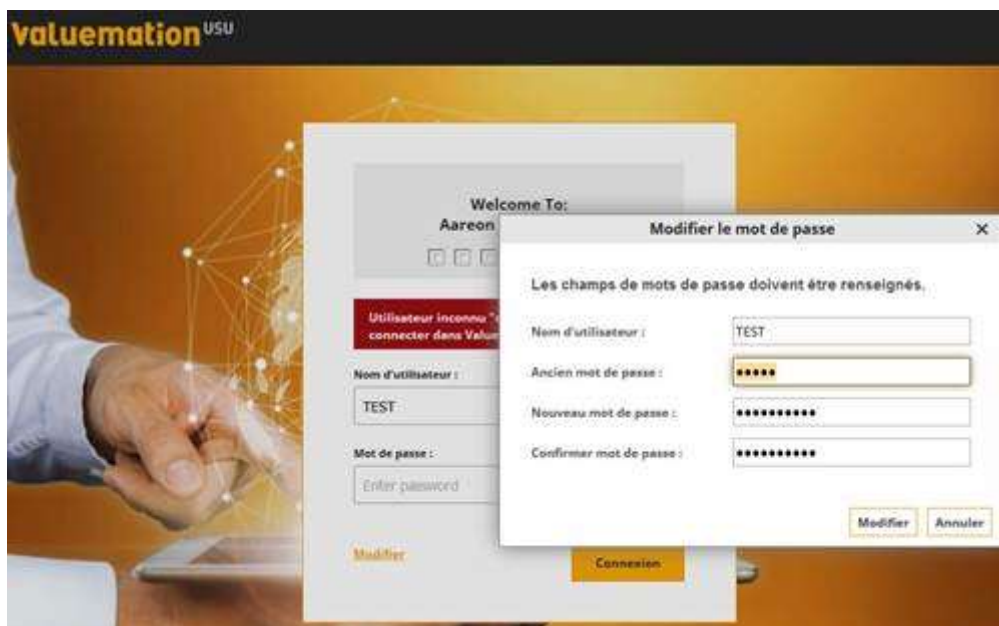 valuemation USU
Welcome To:
Aareon
Utilisateur inconnu
connecter dans
Nom d'utilisateur :
TEST
Mot de passe :
Enter password
Modifier
Connexion
Modifier le mot de passe
Les champs de mots de passe doivent être renseignés.
Nom d'utilisateur : TEST
Ancien mot de passe : •••••
Nouveau mot de passe : ••••••••••
Confirmer mot de passe : ••••••••••
Modifier Annuler